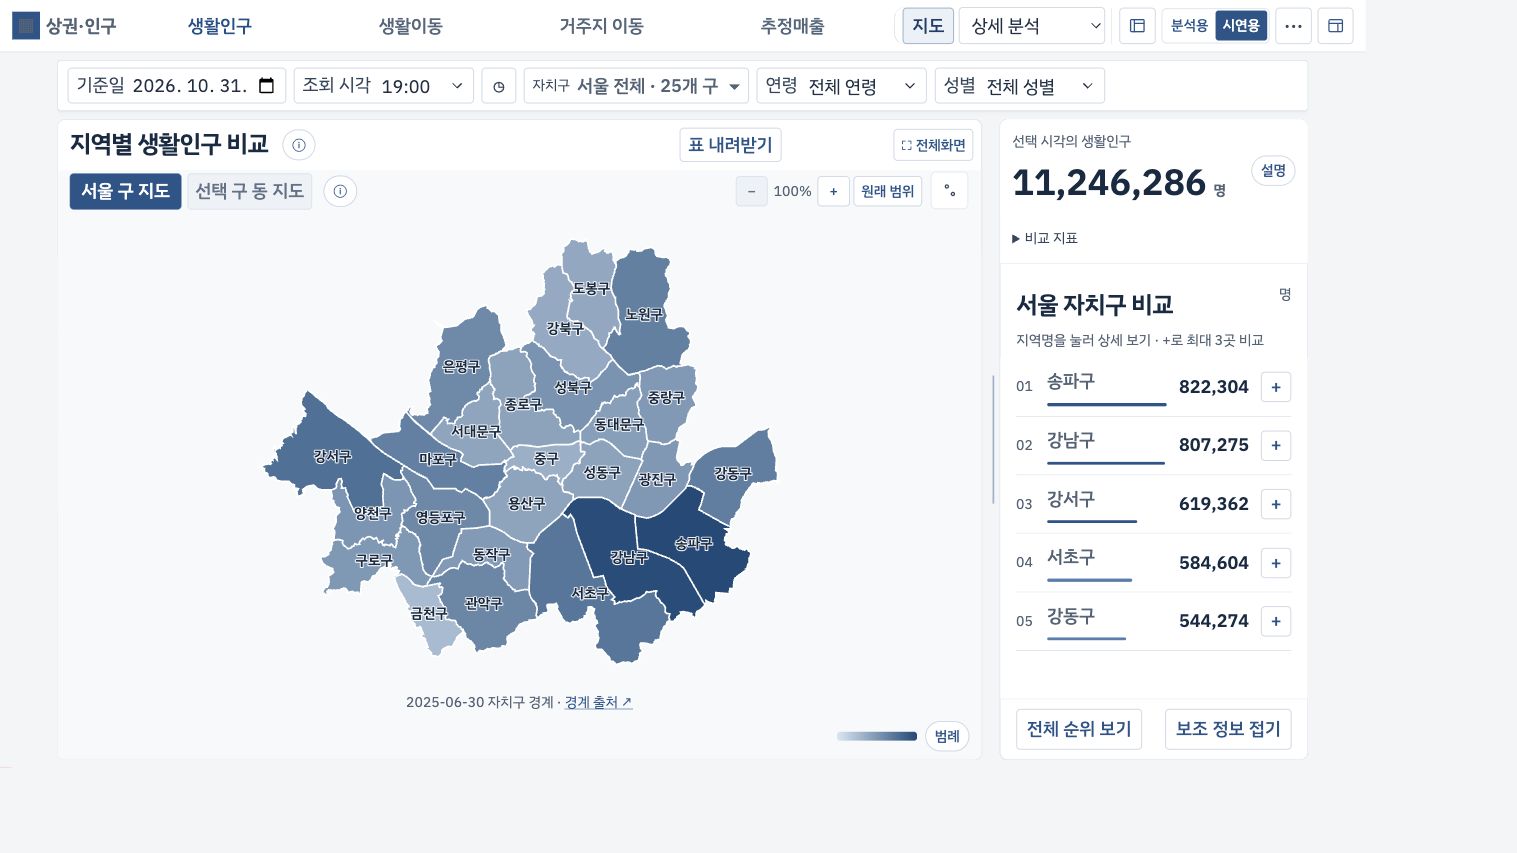 상권·인구
생활인구
생활이동
거주지 이동
추정매출
지도
상세 분석
분석용
시연용
기준일 2026. 10. 31.
조회 시각 19:00
자치구 서울 전체 · 25개 구
연령 전체 연령
성별 전체 성별
지역별 생활인구 비교
표 내려받기
전체화면
서울 구 지도
선택 구 동 지도
− 100% +
원래 범위
도봉구
노원구
강북구
은평구
성북구
중랑구
종로구
동대문구
서대문구
강서구
마포구
중구
성동구
광진구
강동구
용산구
양천구
영등포구
송파구
동작구
강남구
구로구
서초구
관악구
금천구
2025-06-30 자치구 경계 · 경계 출처 ↗
범례
선택 시각의 생활인구
11,246,286 명
설명
▶ 비교 지표
서울 자치구 비교
명
지역명을 눌러 상세 보기 · +로 최대 3곳 비교
01 송파구 822,304 +
02 강남구 807,275 +
03 강서구 619,362 +
04 서초구 584,604 +
05 강동구 544,274 +
전체 순위 보기
보조 정보 접기